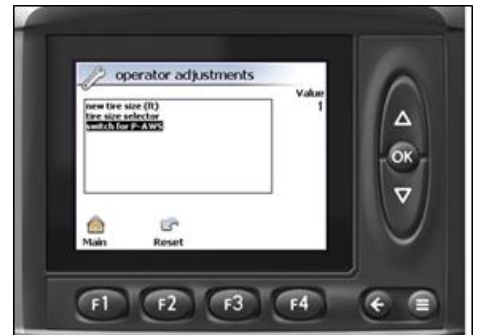 operator adjustments
Value
1
new tire size (ft)
tire size selector
switch for P-AWS
Main
Reset
OK
F1
F2
F3
F4